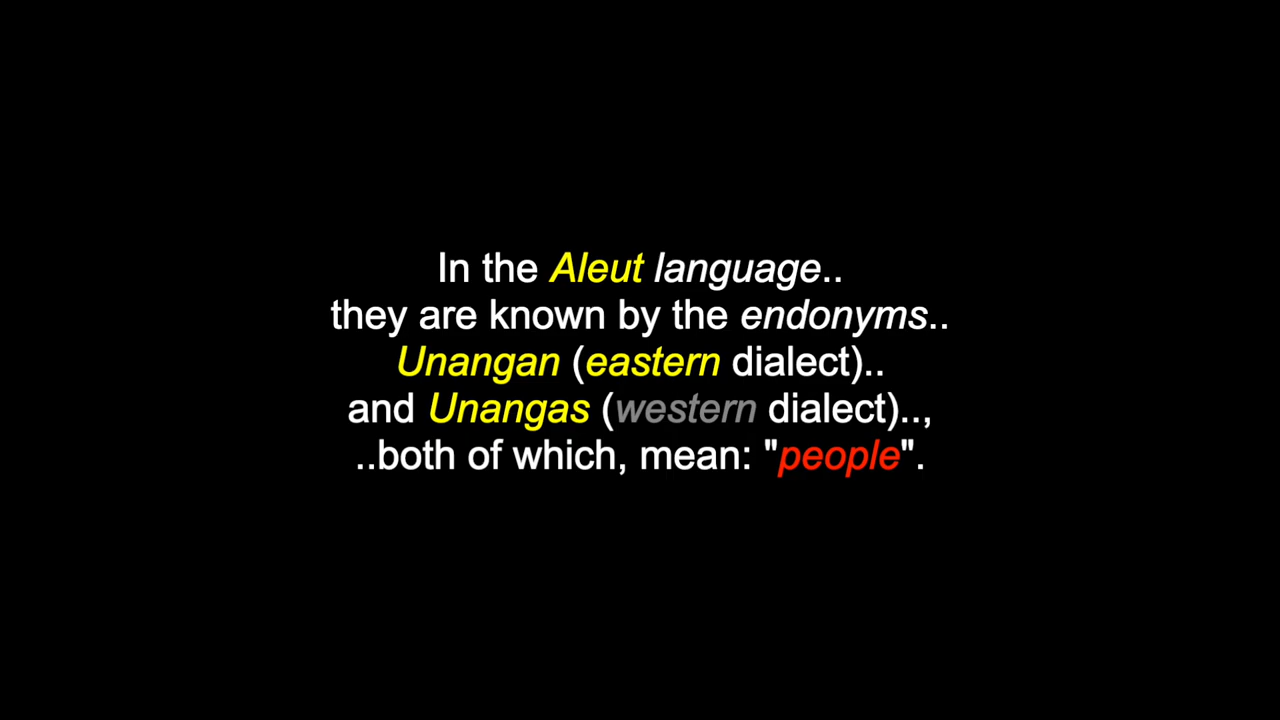 In the Aleut language..
they are known by the endonyms..
Unangan (eastern dialect)..
and Unangas (western dialect)..,
..both of which, mean: "people".